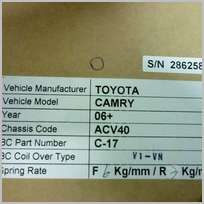 S/N 286258
Vehicle Manufacturer TOYOTA
Vehicle Model CAMRY
Year 06+
Chassis Code ACV40
BC Part Number C-17
BC Coil Over Type V1-VN
Spring Rate F 6 Kg/mm / R Kg/m